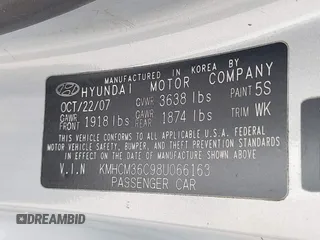 MANUFACTURED IN KOREA BY
HYUNDAI MOTOR COMPANY
OCT/22/07 GVWR 3638 lbs PAINT 5S
GAWR FRONT 1918 lbs GAWR REAR 1874 lbs TRIM WK
THIS VEHICLE CONFORMS TO ALL APPLICABLE U.S.A. FEDERAL
MOTOR VEHICLE SAFETY BUMPER, AND THEFT PREVENTION
STANDARDS IN EFFECT ON THE DATE OF MANUFACTURE
SHOWN ABOVE.
V.I.N KMHCM36C98U066163
PASSENGER CAR
DREAMBID